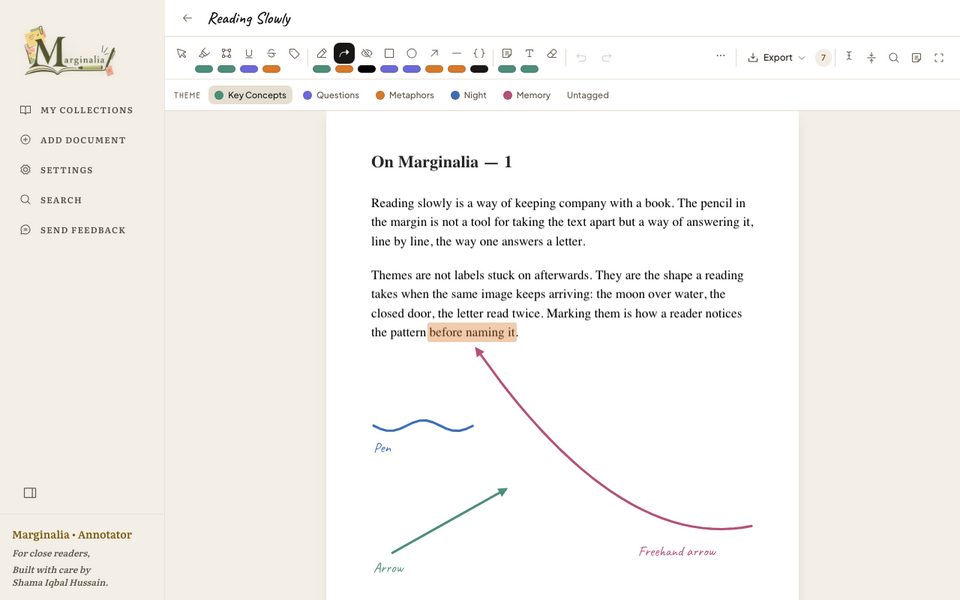 Marginalia
MY COLLECTIONS
ADD DOCUMENT
SETTINGS
SEARCH
SEND FEEDBACK
Marginalia • Annotator
For close readers,
Built with care by
Shama Iqbal Hussain.
Reading Slowly
Export
7
THEME
Key Concepts
Questions
Metaphors
Night
Memory
Untagged
On Marginalia — 1
Reading slowly is a way of keeping company with a book. The pencil in
the margin is not a tool for taking the text apart but a way of answering it,
line by line, the way one answers a letter.
Themes are not labels stuck on afterwards. They are the shape a reading
takes when the same image keeps arriving: the moon over water, the
closed door, the letter read twice. Marking them is how a reader notices
the pattern before naming it.
Pen
Arrow
Freehand arrow